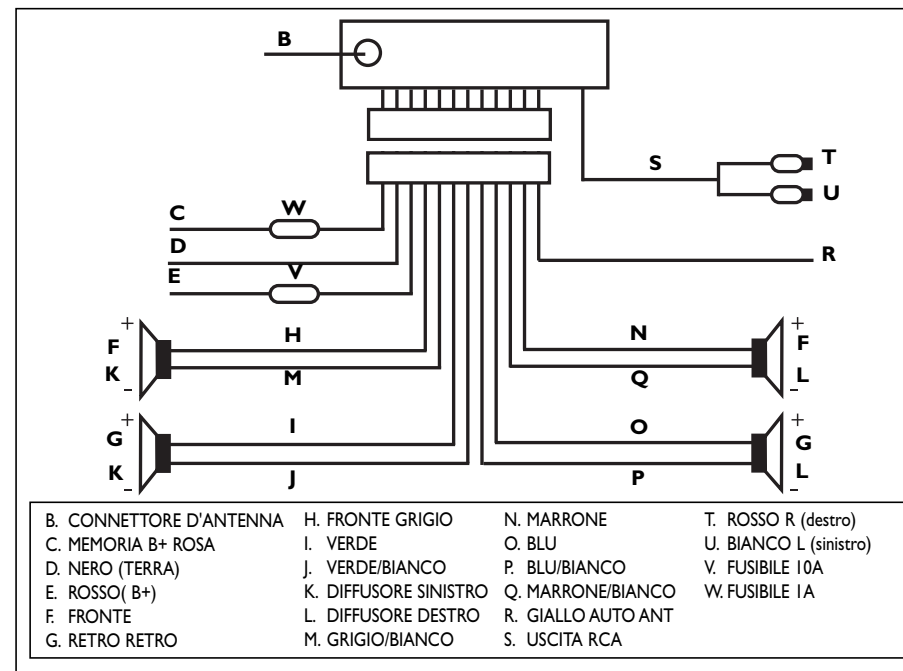 B
S
T
U
C
W
D
E
V
R
+
F
K
-
H
M
N
Q
+
F
L
-
+
G
K
-
I
J
O
P
+
G
L
-
B. CONNETTORE D'ANTENNA
C. MEMORIA B+ ROSA
D. NERO (TERRA)
E. ROSSO( B+)
F. FRONTE
G. RETRO RETRO
H. FRONTE GRIGIO
I. VERDE
J. VERDE/BIANCO
K. DIFFUSORE SINISTRO
L. DIFFUSORE DESTRO
M. GRIGIO/BIANCO
N. MARRONE
O. BLU
P. BLU/BIANCO
Q. MARRONE/BIANCO
R. GIALLO AUTO ANT
S. USCITA RCA
T. ROSSO R (destro)
U. BIANCO L (sinistro)
V. FUSIBILE 10A
W. FUSIBILE 1A